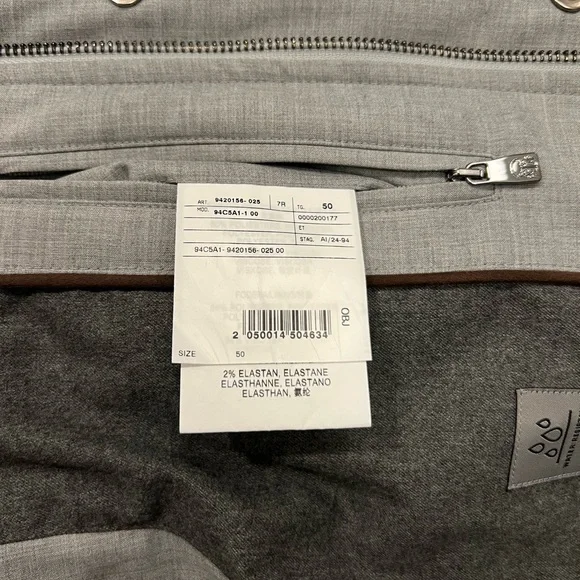 ART. 9420156-025 7R TG. 50
MOD. 94C5A1-1 00 0000200177
ET
STAG. AI/24-94
94C5A1- 9420156-025 00
OBJ
2 050014 504634
SIZE 50
2% ELASTAN, ELASTANE
ELASTHANNE, ELASTANO
ELASTHAN, 氨纶
WATER